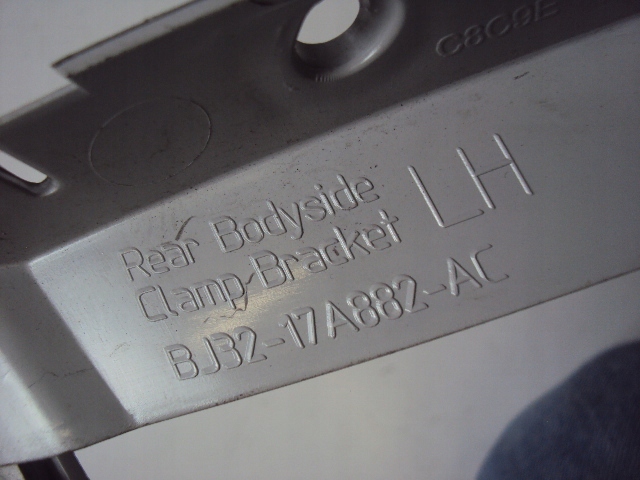 C8C9E
Rear Bodyside
Clamp Bracket LH
BJ32-17A882-AC